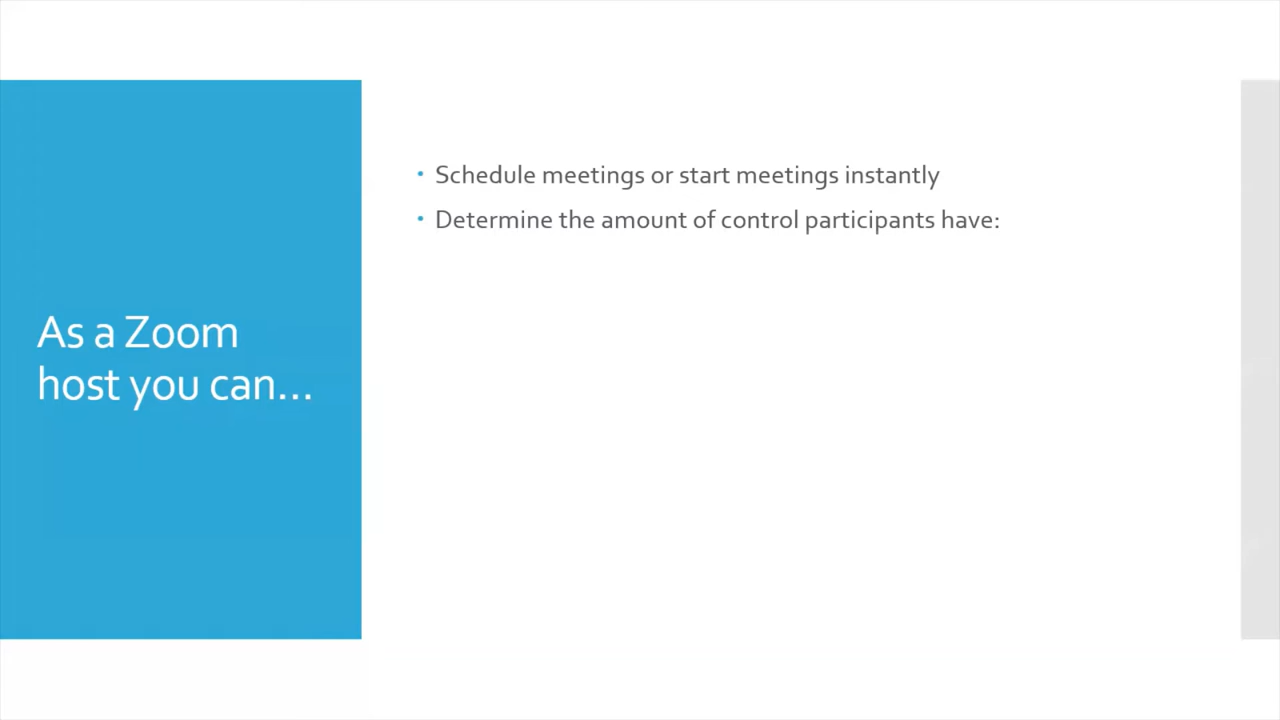 As a Zoom
host you can...
• Schedule meetings or start meetings instantly
• Determine the amount of control participants have: